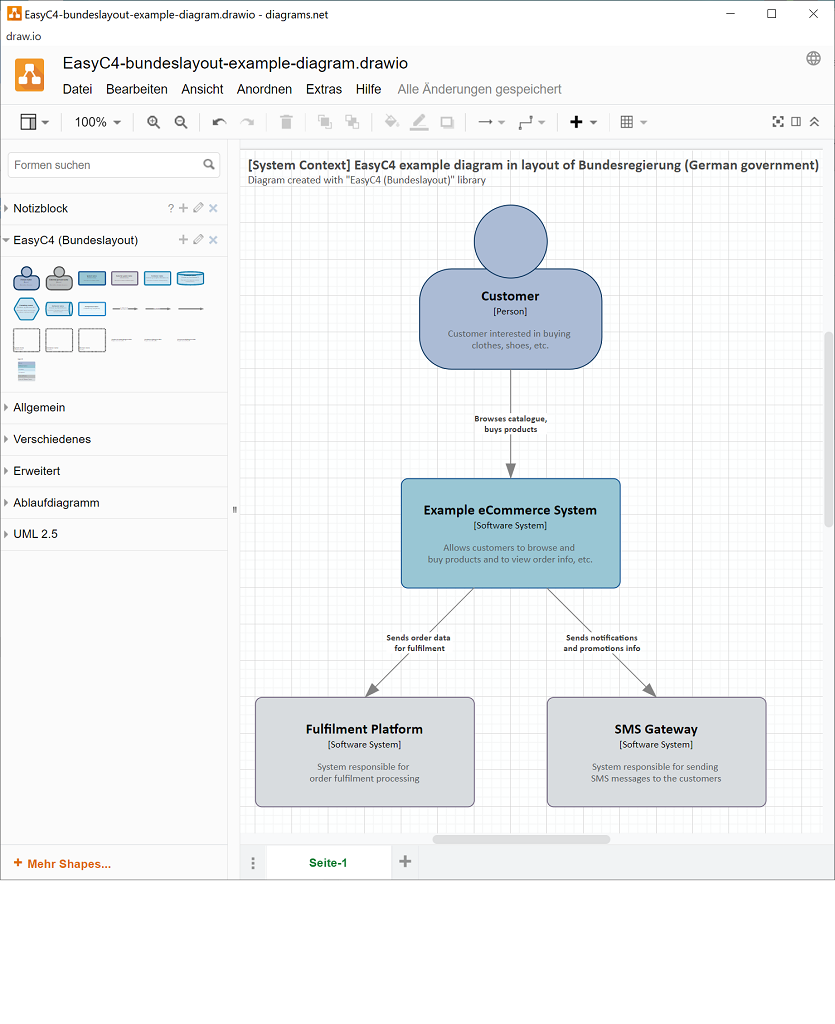 EasyC4-bundeslayout-example-diagram.drawio - diagrams.net
draw.io
EasyC4-bundeslayout-example-diagram.drawio
Datei Bearbeiten Ansicht Anordnen Extras Hilfe Alle Änderungen gespeichert
100%
Formen suchen
Notizblock
?
EasyC4 (Bundeslayout)
Allgemein
Verschiedenes
Erweitert
Ablaufdiagramm
UML 2.5
+ Mehr Shapes...
[System Context] EasyC4 example diagram in layout of Bundesregierung (German government)
Diagram created with "EasyC4 (Bundeslayout)" library
Customer
[Person]
Customer interested in buying
clothes, shoes, etc.
Browses catalogue,
buys products
Example eCommerce System
[Software System]
Allows customers to browse and
buy products and to view order info, etc.
Sends order data
for fulfilment
Sends notifications
and promotions info
Fulfilment Platform
[Software System]
System responsible for
order fulfilment processing
SMS Gateway
[Software System]
System responsible for sending
SMS messages to the customers
Seite-1